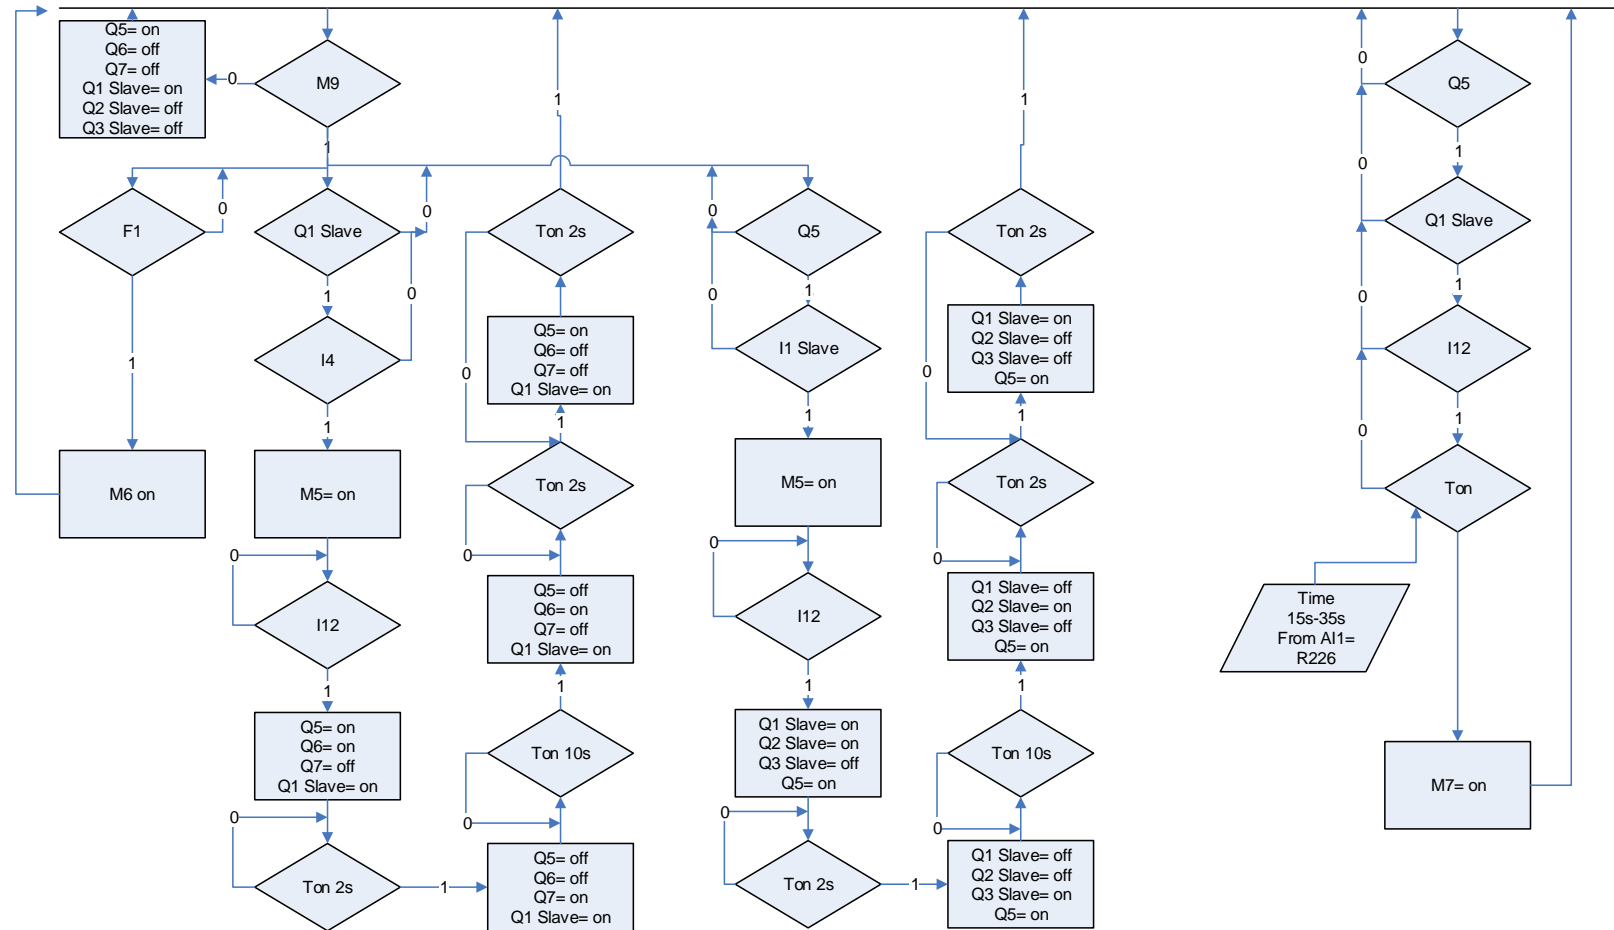 Q5= on
Q6= off
Q7= off
Q1 Slave= on
Q2 Slave= off
Q3 Slave= off
0
M9
1
F1
0
1
M6 on
Q1 Slave
0
1
I4
0
1
M5= on
0
I12
1
Q5= on
Q6= on
Q7= off
Q1 Slave= on
0
Ton 2s
1
1
Ton 2s
0
Q5= on
Q6= off
Q7= off
Q1 Slave= on
1
Ton 2s
0
Q5= off
Q6= on
Q7= off
Q1 Slave= on
1
Ton 10s
0
Q5= off
Q6= off
Q7= on
Q1 Slave= on
0
Q5
1
0
I1 Slave
1
M5= on
0
I12
1
Q1 Slave= on
Q2 Slave= on
Q3 Slave= off
Q5= on
0
Ton 2s
1
1
Ton 2s
0
Q1 Slave= on
Q2 Slave= off
Q3 Slave= off
Q5= on
1
Ton 2s
0
Q1 Slave= off
Q2 Slave= on
Q3 Slave= off
Q5= on
1
Ton 10s
0
Q1 Slave= off
Q2 Slave= off
Q3 Slave= on
Q5= on
0
Q5
1
0
Q1 Slave
1
0
I12
1
0
Ton
Time
15s-35s
From AI1=
R226
M7= on